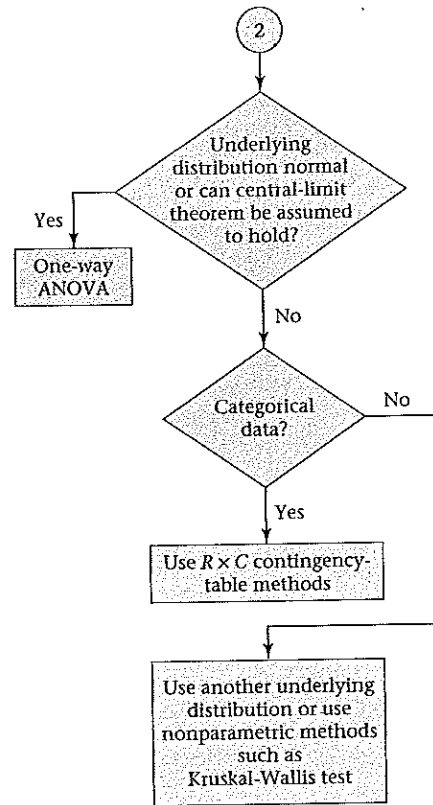 2
Underlying
distribution normal
or can central-limit
theorem be assumed
to hold?
Yes
One-way
ANOVA
No
Categorical
data?
No
Yes
Use R × C contingency-
table methods
Use another underlying
distribution or use
nonparametric methods
such as
Kruskal-Wallis test